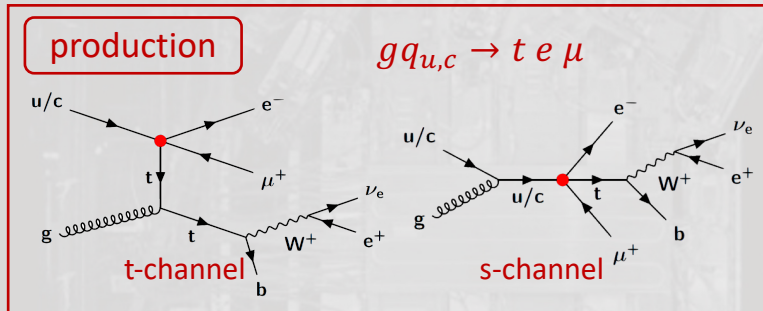 production
gq_{u,c} → t e μ
u/c
e⁻
t
μ⁺
g
t
ν_e
W⁺
e⁺
b
t-channel
u/c
e⁻
g
u/c
t
W⁺
ν_e
e⁺
b
μ⁺
s-channel